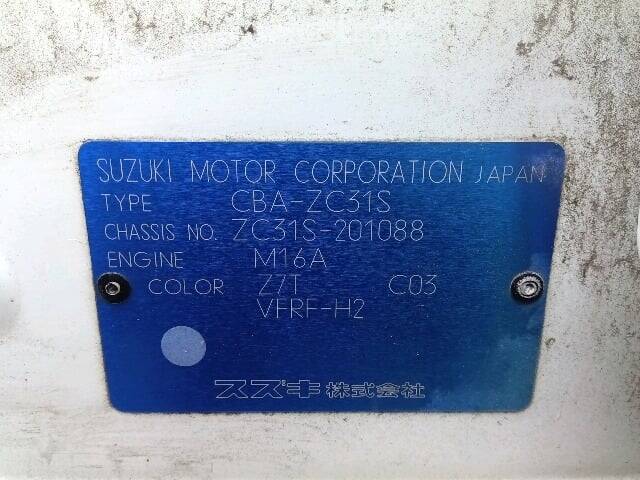 SUZUKI MOTOR CORPORATION JAPAN
TYPE CBA-ZC31S
CHASSIS NO. ZC31S-201088
ENGINE M16A
COLOR Z7T C03
VFRF-H2
スズキ株式会社